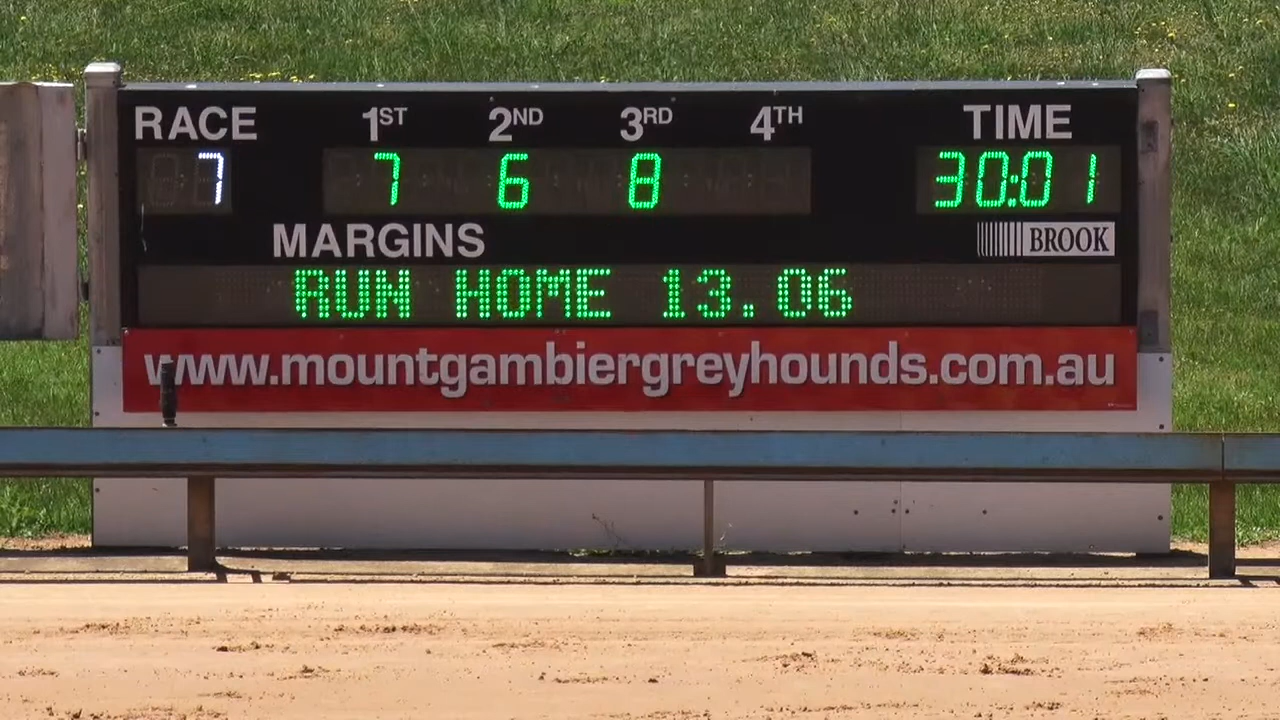 RACE 1ST 2ND 3RD 4TH TIME
7 7 6 8 30:01
MARGINS BROOK
RUN HOME 13.06
www.mountgambiergreyhounds.com.au